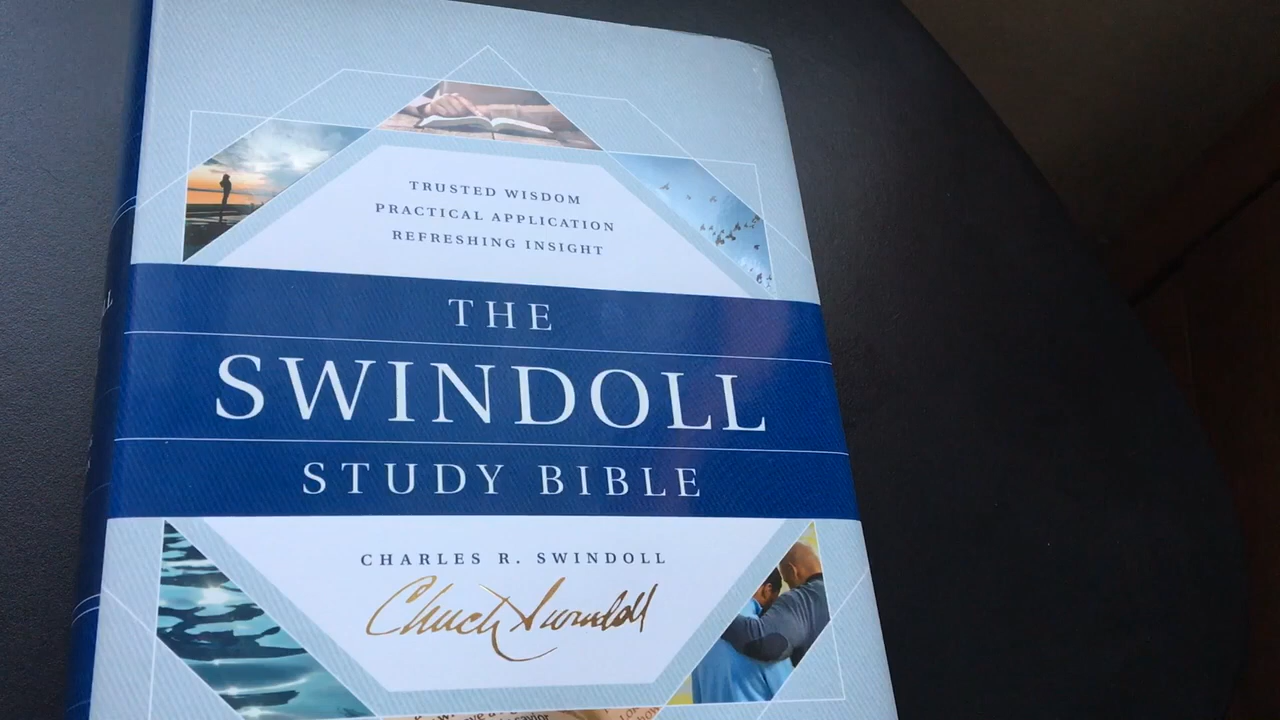 TRUSTED WISDOM
PRACTICAL APPLICATION
REFRESHING INSIGHT
THE
SWINDOLL
STUDY BIBLE
CHARLES R. SWINDOLL
Chuck Swindoll